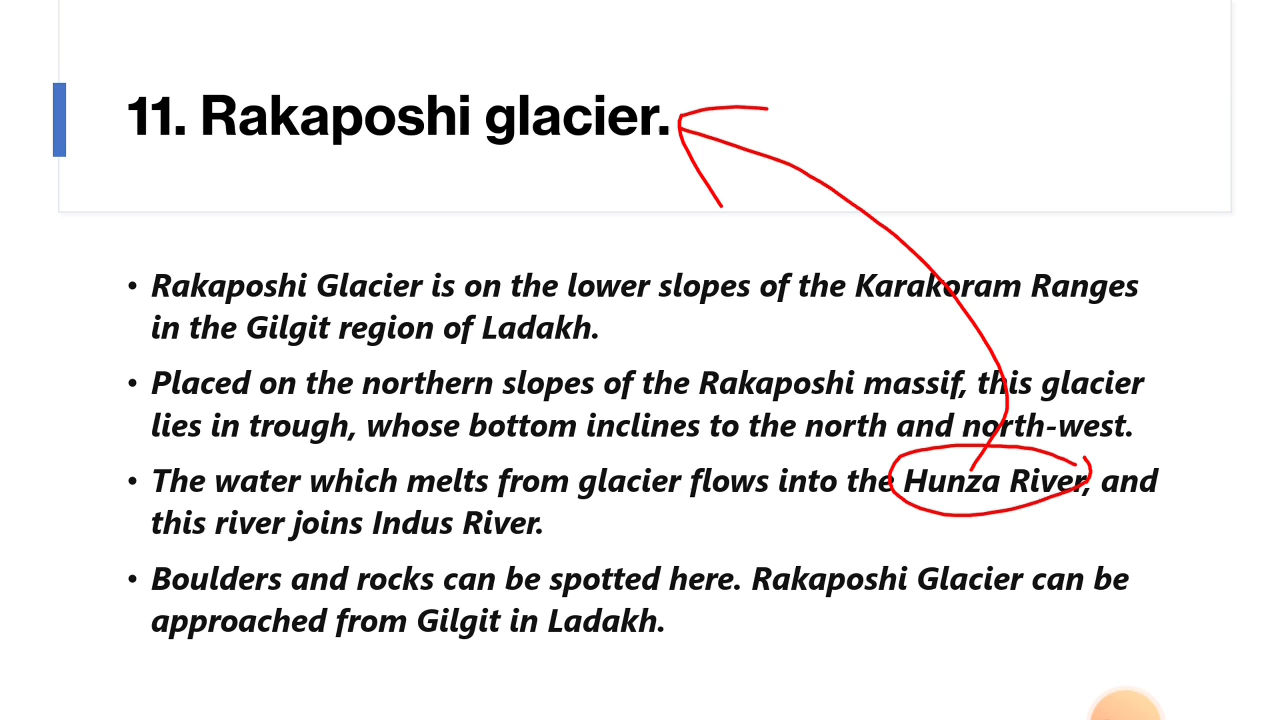 11. Rakaposhi glacier.
• Rakaposhi Glacier is on the lower slopes of the Karakoram Ranges
in the Gilgit region of Ladakh.
• Placed on the northern slopes of the Rakaposhi massif, this glacier
lies in trough, whose bottom inclines to the north and north-west.
• The water which melts from glacier flows into the Hunza River, and
this river joins Indus River.
• Boulders and rocks can be spotted here. Rakaposhi Glacier can be
approached from Gilgit in Ladakh.